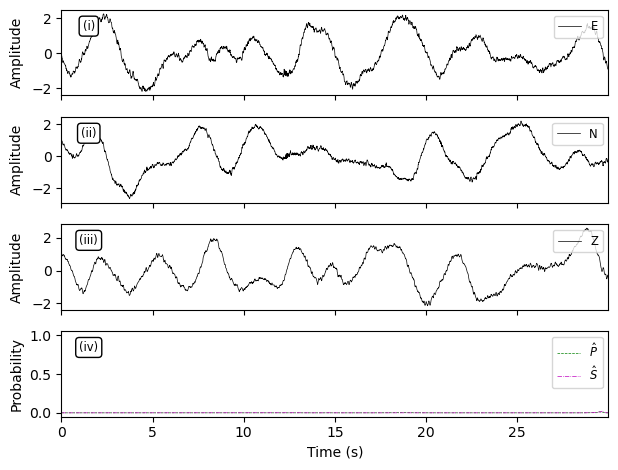 Amplitude
2
0
−2
(i)
E
Amplitude
2
0
−2
(ii)
N
Amplitude
2
0
−2
(iii)
Z
Probability
1.0
0.5
0.0
(iv)
P̂
Ŝ
0 5 10 15 20 25
Time (s)